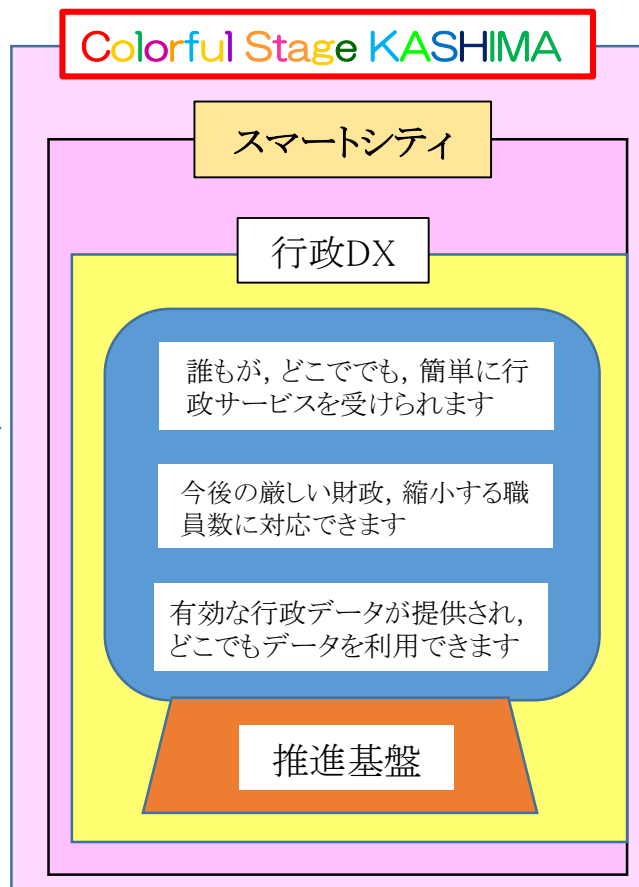 Colorful Stage KASHIMA
スマートシティ
行政DX
誰もが，どこででも，簡単に行
政サービスを受けられます
今後の厳しい財政，縮小する職
員数に対応できます
有効な行政データが提供され，
どこでもデータを利用できます
推進基盤